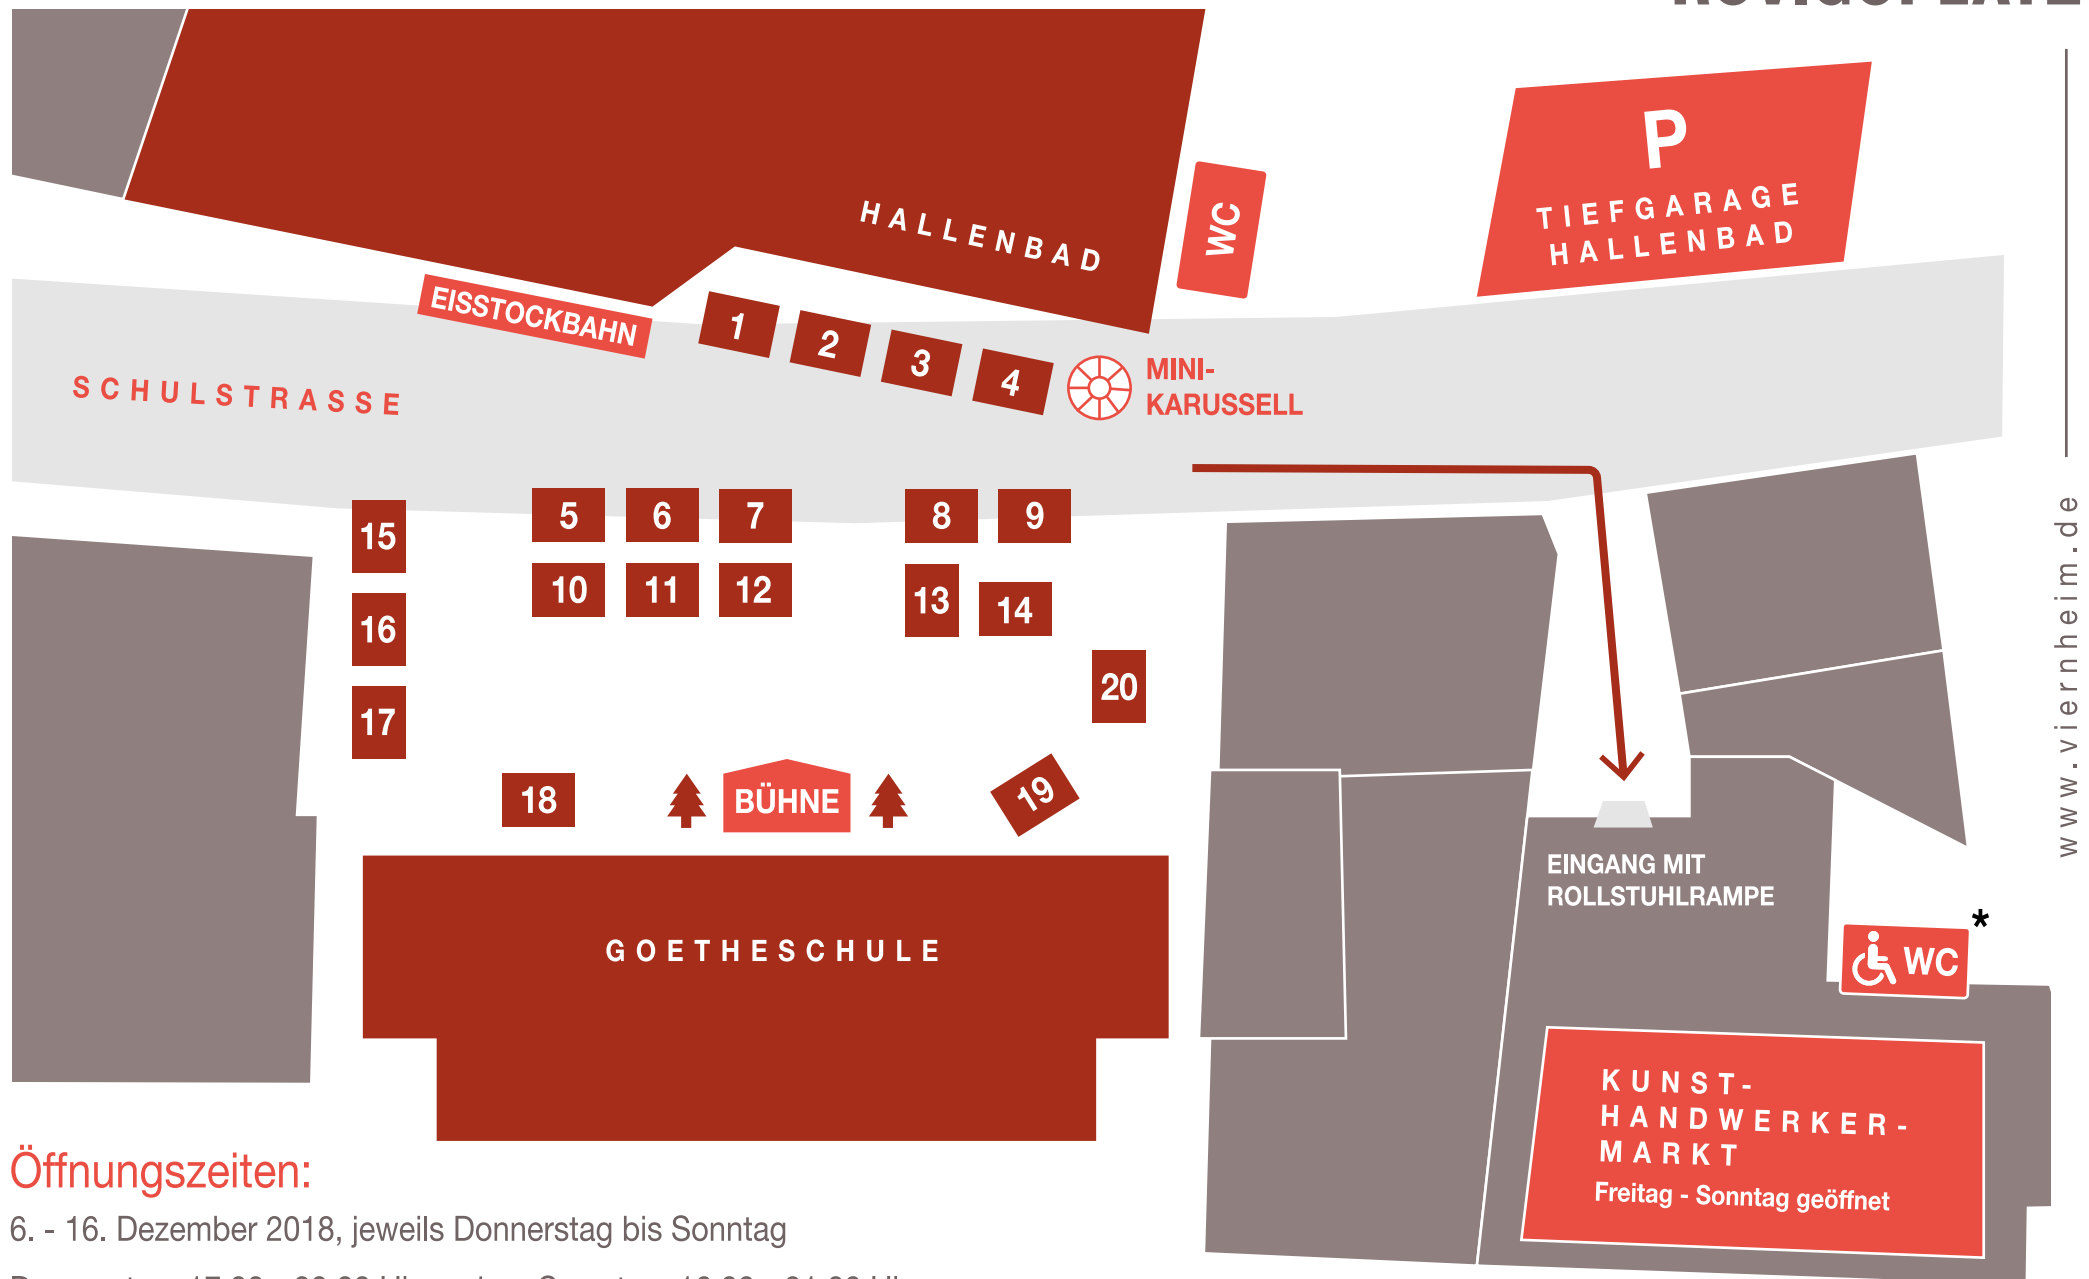 HALLENBAD
WC
P
TIEFGARAGE
HALLENBAD
EISSTOCKBAHN
1
2
3
4
MINI-
KARUSSELL
SCHULSTRASSE
5
6
7
8
9
15
10
11
12
13
14
16
17
20
18
BÜHNE
19
www.viernheim.de
EINGANG MIT
ROLLSTUHLRAMPE
*
WC
GOETHESCHULE
KUNST-
HANDWERKER-
MARKT
Freitag - Sonntag geöffnet
Öffnungszeiten:
6. - 16. Dezember 2018, jeweils Donnerstag bis Sonntag